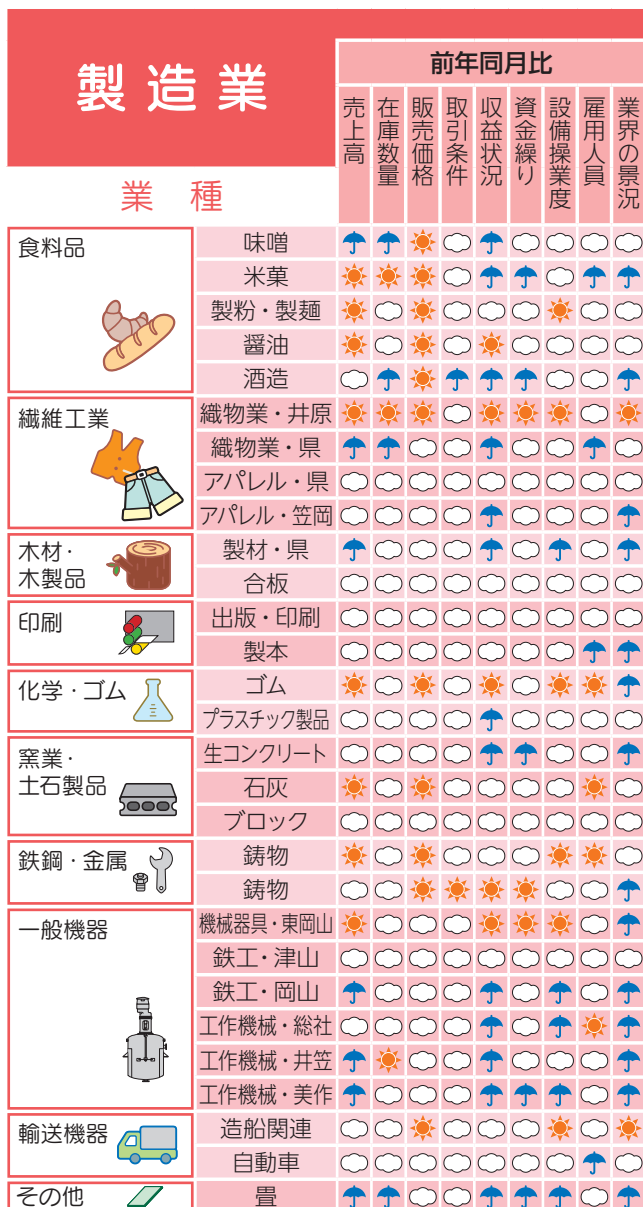 製造業
前年同月比
業種
売上高
在庫数量
販売価格
取引条件
収益状況
資金繰り
設備操業度
雇用人員
業界の景況
食料品
味噌
米菓
製粉・製麺
醤油
酒造
繊維工業
織物業・井原
織物業・県
アパレル・県
アパレル・笠岡
木材・
木製品
製材・県
合板
印刷
出版・印刷
製本
化学・ゴム
ゴム
プラスチック製品
窯業・
土石製品
生コンクリート
石灰
ブロック
鉄鋼・金属
鋳物
鋳物
一般機器
機械器具・東岡山
鉄工・津山
鉄工・岡山
工作機械・総社
工作機械・井笠
工作機械・美作
輸送機器
造船関連
自動車
その他
畳